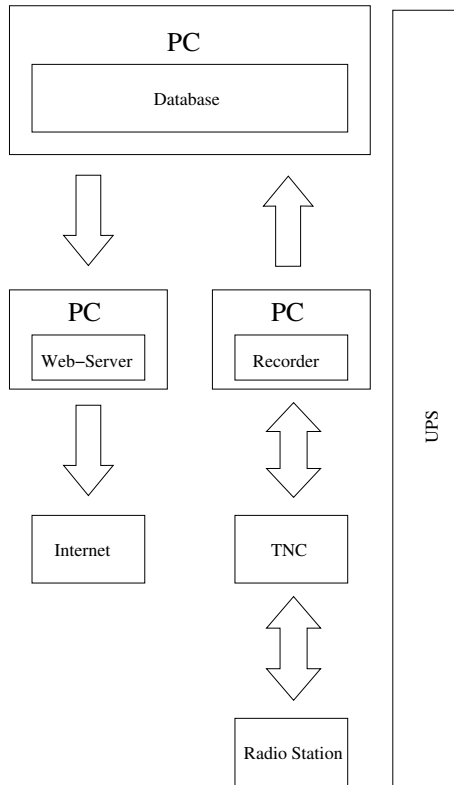 PC
Database
PC
Web−Server
PC
Recorder
UPS
Internet
TNC
Radio Station